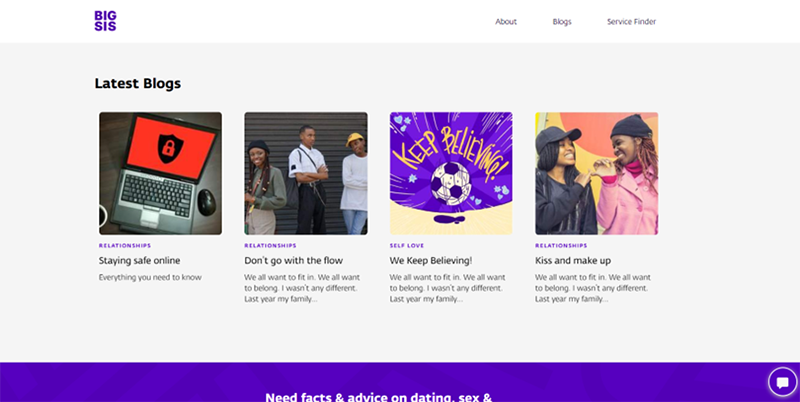 BIG
SIS
About Blogs Service Finder
Latest Blogs
KEEP BELIEVING!
RELATIONSHIPS
Staying safe online
Everything you need to know
RELATIONSHIPS
Don't go with the flow
We all want to fit in. We all want
to belong. I wasn't any different.
Last year my family...
SELF LOVE
We Keep Believing!
We all want to fit in. We all want
to belong. I wasn't any different.
Last year my family...
RELATIONSHIPS
Kiss and make up
We all want to fit in. We all want
to belong. I wasn't any different.
Last year my family...
Need facts & advice on dating, sex &